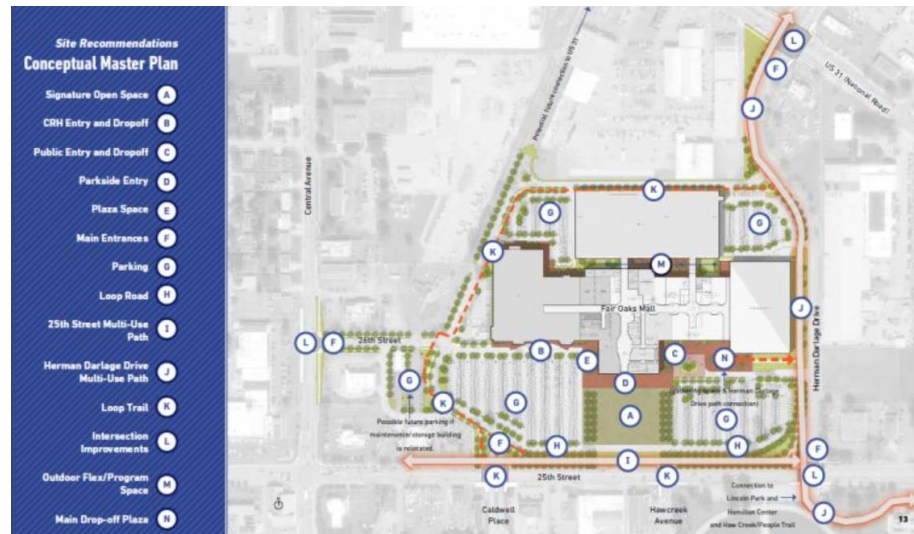 Site Recommendations
Conceptual Master Plan
Signature Open Space A
CRH Entry and Dropoff B
Public Entry and Dropoff C
Parkside Entry D
Plaza Space E
Main Entrances F
Parking G
Loop Road H
25th Street Multi-Use
Path I
Herman Darlage Drive
Multi-Use Path J
Loop Trail K
Intersection
Improvements L
Outdoor Flex/Program
Space M
Main Drop-off Plaza N
Potential future connection to US 31
L
F
US 31 (National Road)
J
Central Avenue
K
G
G
K
M
Fair Oaks Mall
J
Herman Darlage Drive
L
F
26th Street
B
E
C
N
G
D
K
G
A
G
Possible future parking if
maintenance/storage building
is relocated.
Drive path connection)
F
H
H
F
I
K
25th Street
K
L
Caldwell
Place
Hawcreek
Avenue
Connection to
Lincoln Park and
Hamilton Center
and Haw Creek/People Trail
J
13